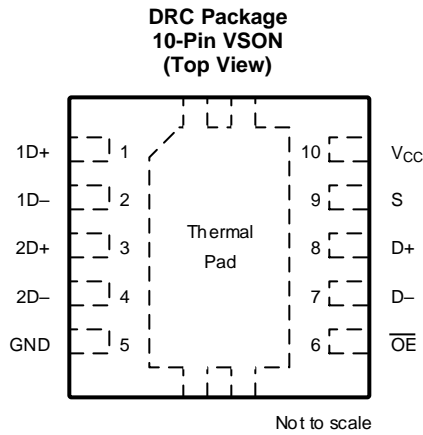 DRC Package
10-Pin VSON
(Top View)
1D+ 1 10 VCC
1D– 2 9 S
2D+ 3 Thermal 8 D+
Pad
2D– 4 7 D–
GND 5 6 O̅E̅
Not to scale